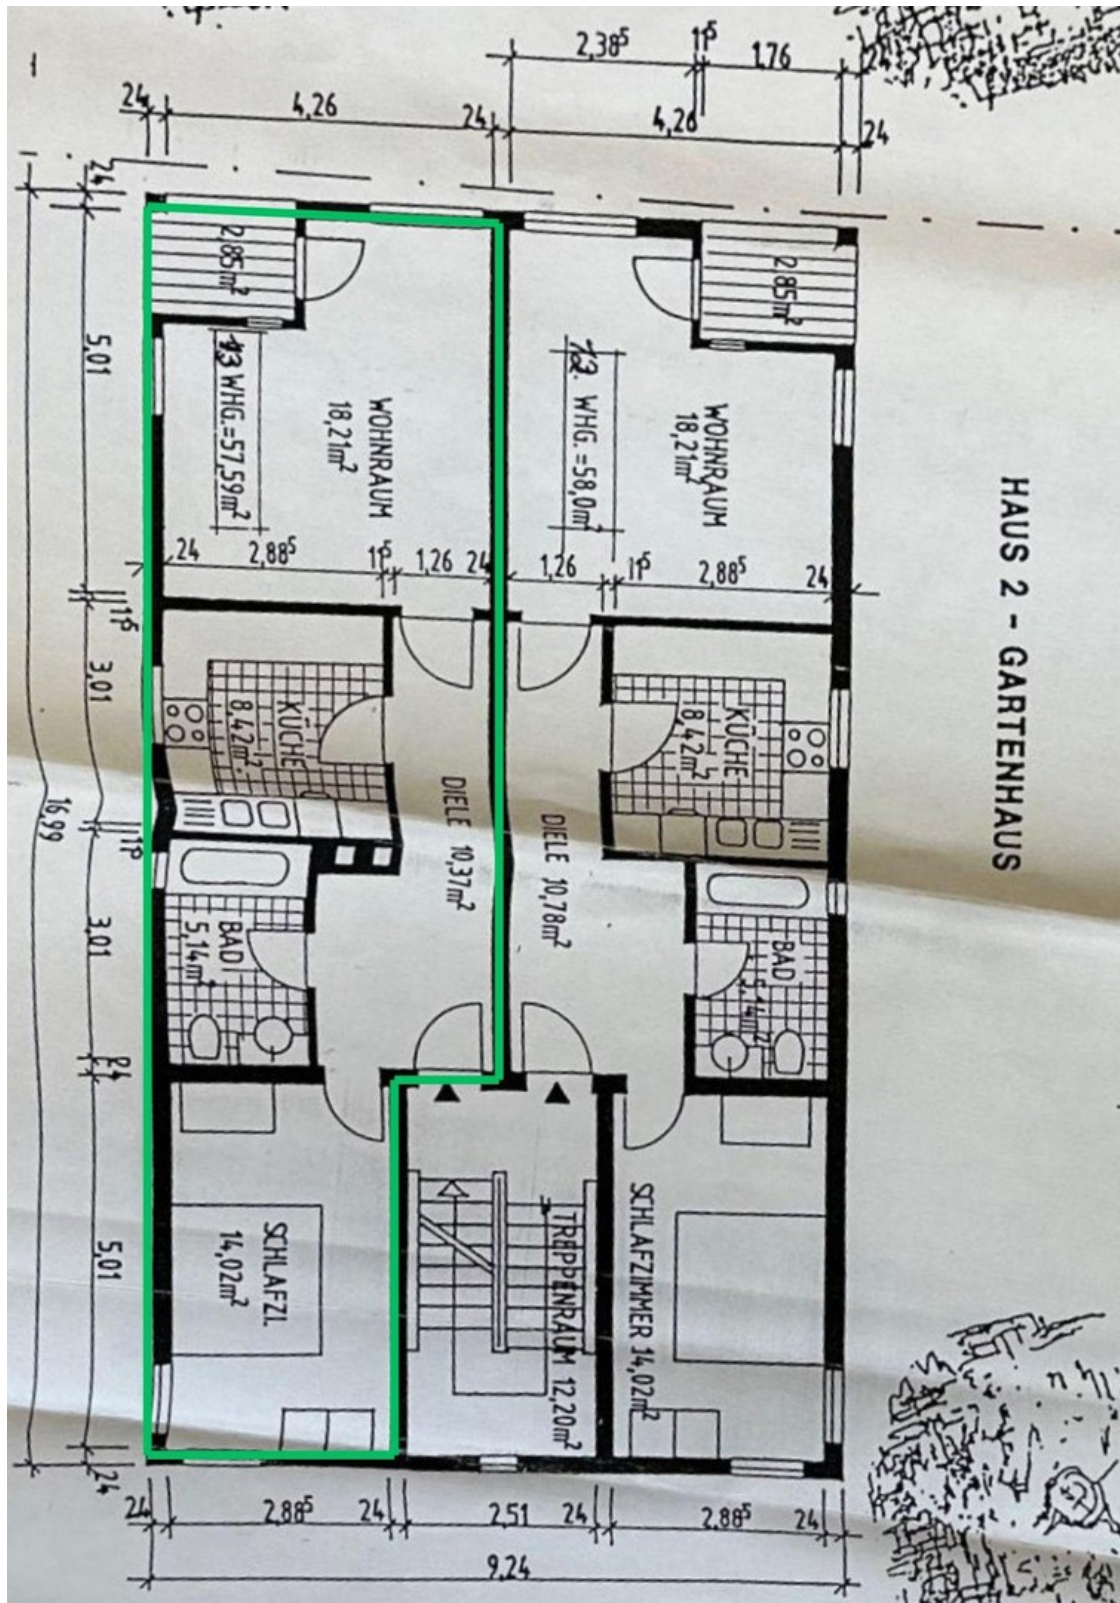 2,38⁵ 11⁵ 1,76 24
24 4,26 24 4,26 24
24
2,85m²
2,85m²
5,01
13 WHG.=57,59m²
WOHNRAUM
18,21m²
12. WHG.=58,0m²
WOHNRAUM
18,21m²
HAUS 2 - GARTENHAUS
24 2,88⁵ 11⁵ 1,26 24 1,26 11⁵ 2,88⁵ 24
11⁵
3,01
KÜCHE
8,42m²
DIELE 10,37m²
DIELE 10,78m²
KÜCHE
8,42m²
16,99
11⁵
3,01
BAD
5,14m²
BAD
5,14m²
24
5,01
SCHLAFZI.
14,02m²
TREPPENRAUM 12,20m²
SCHLAFZIMMER 14,02m²
24
24 2,88⁵ 24 2,51 24 2,88⁵ 24
9,24